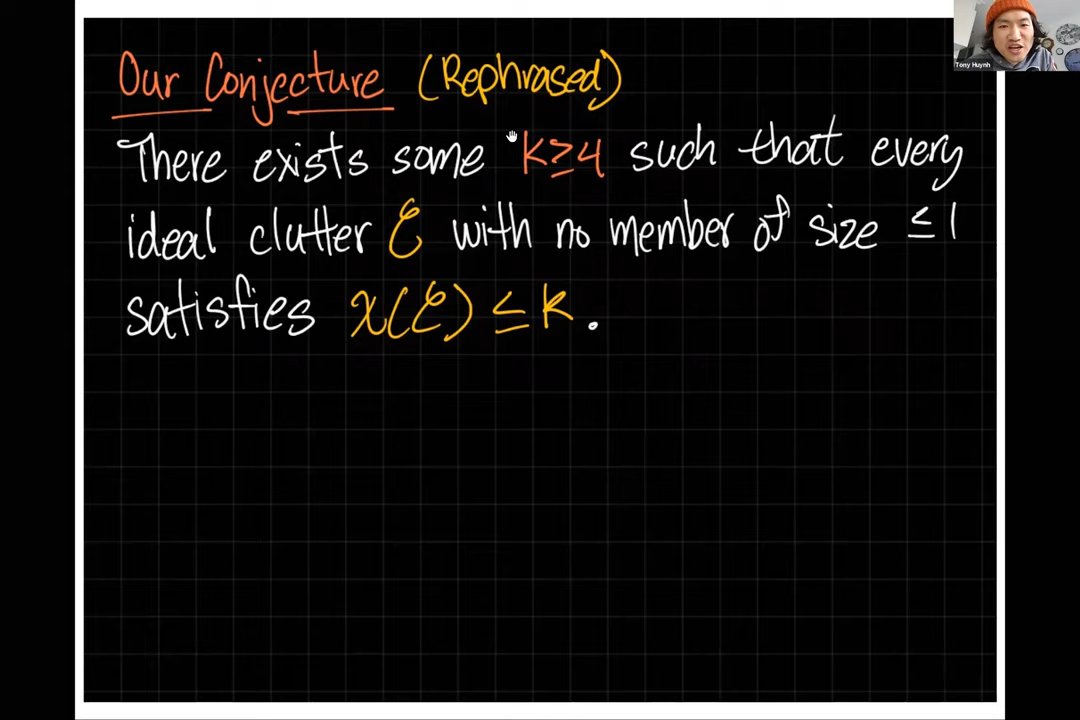 Our Conjecture (Rephrased)
There exists some k≥4 such that every
ideal clutter C with no member of size ≤1
satisfies χ(C) ≤ k.
Tony Huynh